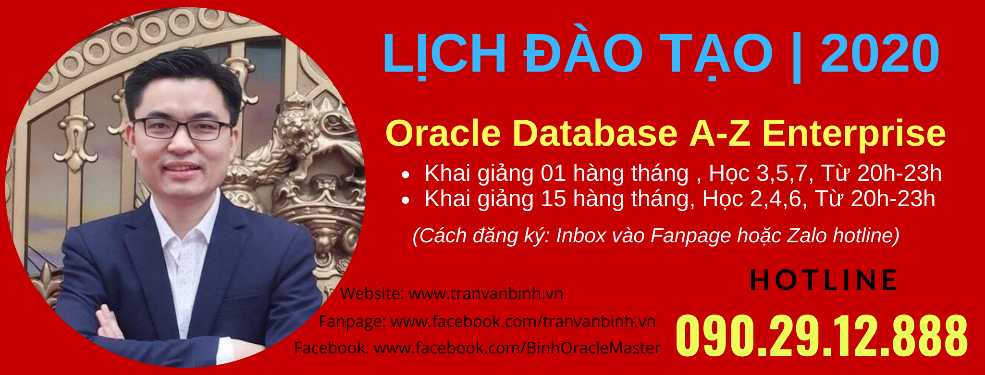 LỊCH ĐÀO TẠO | 2020
Oracle Database A-Z Enterprise
• Khai giảng 01 hàng tháng , Học 3,5,7, Từ 20h-23h
• Khai giảng 15 hàng tháng, Học 2,4,6, Từ 20h-23h
(Cách đăng ký: Inbox vào Fanpage hoặc Zalo hotline)
HOTLINE
090.29.12.888
Website: www.tranvanbinh.vn
Fanpage: www.facebook.com/tranvanbinh.vn
Facebook: www.facebook.com/BinhOracleMaster